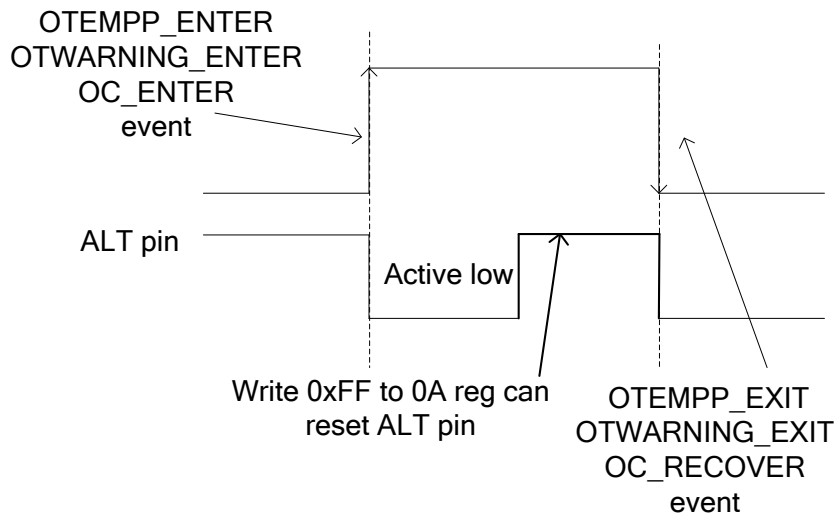 OTEMPP_ENTER
OTWARNING_ENTER
OC_ENTER
event
ALT pin
Active low
Write 0xFF to 0A reg can
reset ALT pin
OTEMPP_EXIT
OTWARNING_EXIT
OC_RECOVER
event